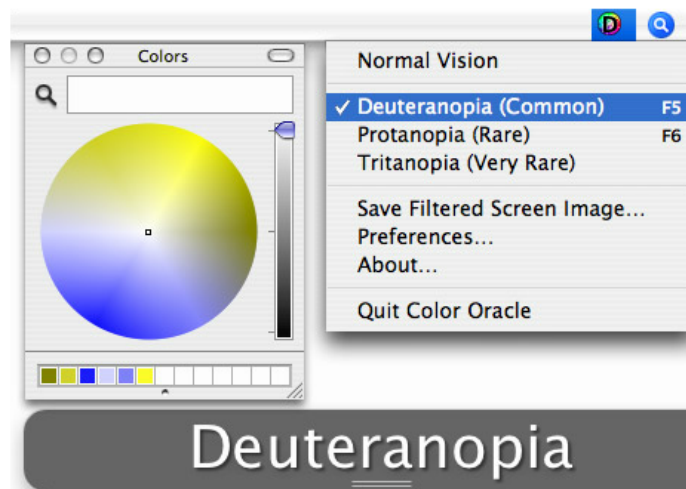 D
Colors
Normal Vision
✓ Deuteranopia (Common) F5
Protanopia (Rare) F6
Tritanopia (Very Rare)
Save Filtered Screen Image...
Preferences...
About...
Quit Color Oracle
Deuteranopia